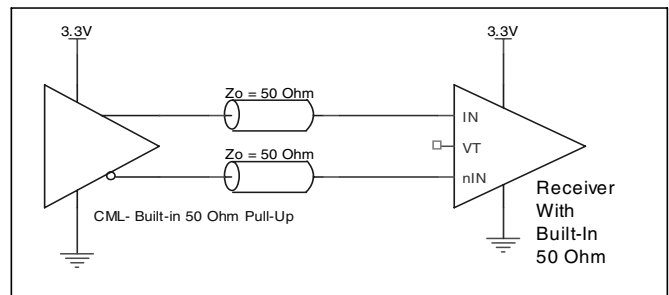 3.3V
3.3V
Zo = 50 Ohm
IN
VT
Zo = 50 Ohm
nIN
CML- Built-in 50 Ohm Pull-Up
Receiver
With
Built-In
50 Ohm